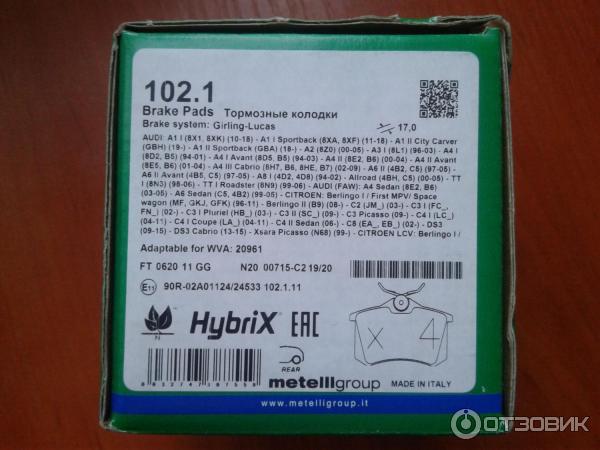 102.1
Brake Pads Тормозные колодки
Brake system: Girling-Lucas
17,0
AUDI: A1 I (8X1, 8XK) (10-18) - A1 I Sportback (8XA, 8XF) (11-18) - A1 II City Carver
(GBH) (19-) - A1 II Sportback (GBA) (18-) - A2 (8Z0) (00-05) - A3 I (8L1) (96-03) - A4 I
(8D2, B5) (94-01) - A4 I Avant (8D5, B5) (94-03) - A4 II (8E2, B6) (00-04) - A4 II Avant
(8E5, B6) (01-04) - A4 III Cabrio (8H7, B6, 8HE, B7) (02-09) - A6 II (4B2, C5) (97-05) -
A6 II Avant (4B5, C5) (97-05) - A8 I (4D2, 4D8) (94-02) - Allroad (4BH, C5) (00-05) - TT
I (8N3) (98-06) - TT I Roadster (8N9) (99-06) - AUDI (FAW): A4 Sedan (8E2, B6)
(03-05) - A6 Sedan (C5, 4B2) (99-05) - CITROEN: Berlingo I / First MPV/ Space
wagon (MF, GKJ, GFK) (96-11) - Berlingo II (B9) (08-) - C2 (JM_) (03-) - C3 I (FC_,
FN_) (02-) - C3 I Pluriel (HB_) (03-) - C3 II (SC_) (09-) - C3 Picasso (09-) - C4 I (LC_)
(04-11) - C4 I Coupe (LA_) (04-11) - C4 II Sedan (06-) - C8 (EA_, EB_) (02-) - DS3
(09-15) - DS3 Cabrio (13-15) - Xsara Picasso (N68) (99-) - CITROEN LCV: Berlingo I /
Adaptable for WVA: 20961
FT 0620 11 GG N20 00715-C2 19/20
E11 90R-02A01124/24533 102.1.11
N
HybriX EAC
x 4
REAR
8 032747 187558
metelligroup MADE IN ITALY
www.metelligroup.it
ОТЗОВИК